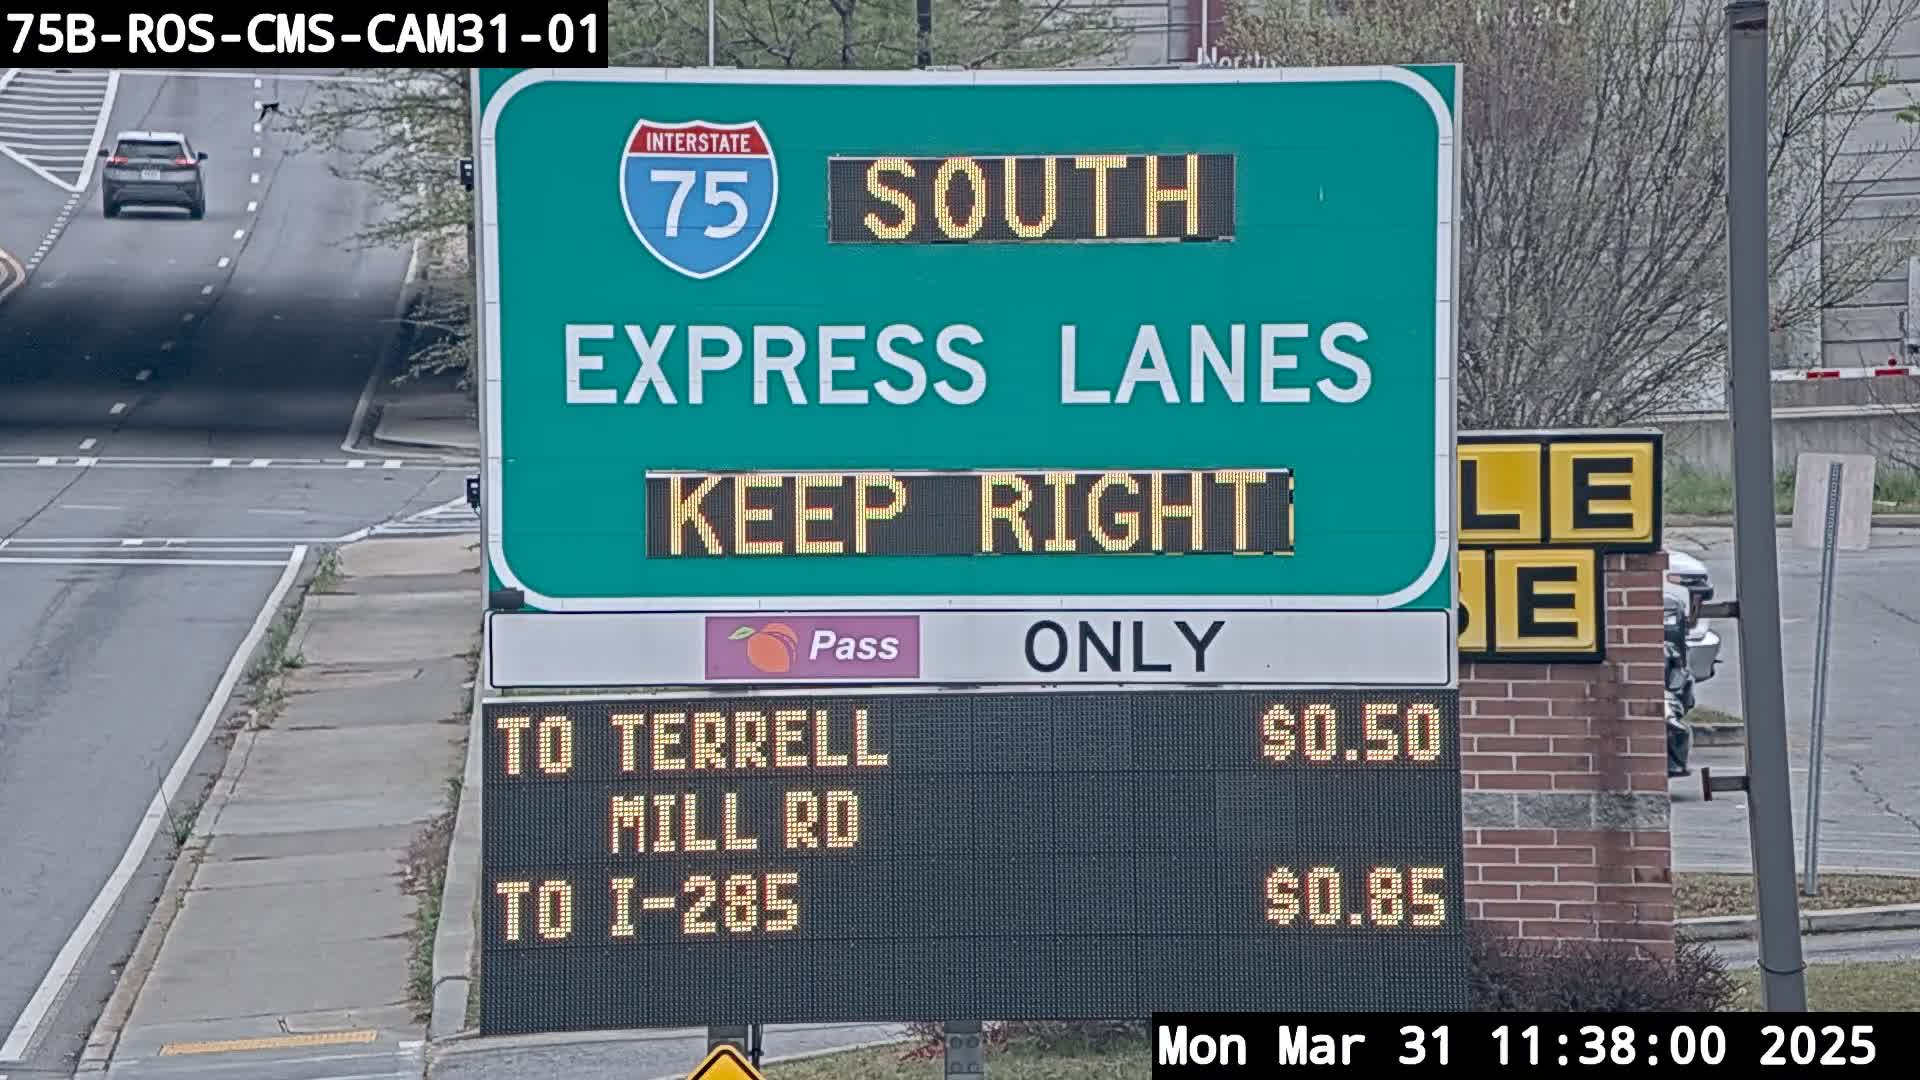 75B-ROS-CMS-CAM31-01
INTERSTATE
75
SOUTH
EXPRESS LANES
KEEP RIGHT
Pass ONLY
TO TERRELL $0.50
MILL RD
TO I-285 $0.85
LE
E
Mon Mar 31 11:38:00 2025